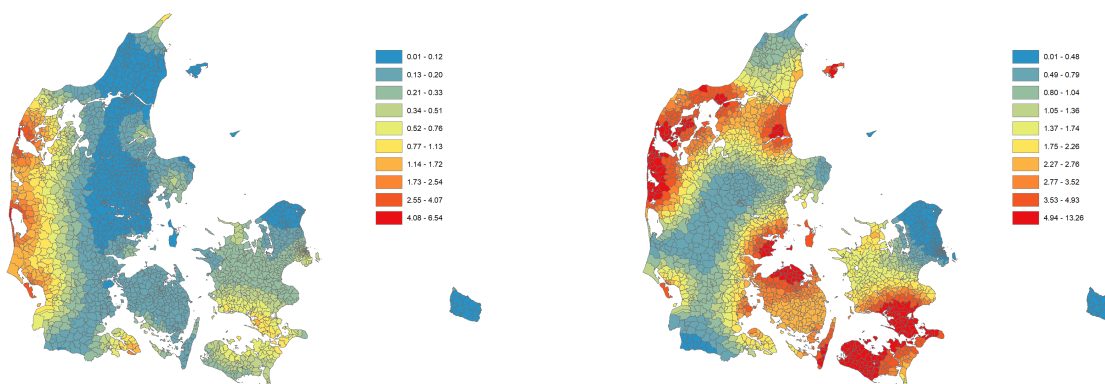 0.01 - 0.12
0.13 - 0.20
0.21 - 0.33
0.34 - 0.51
0.52 - 0.76
0.77 - 1.13
1.14 - 1.72
1.73 - 2.54
2.55 - 4.07
4.08 - 6.54
0.01 - 0.48
0.49 - 0.79
0.80 - 1.04
1.05 - 1.36
1.37 - 1.74
1.75 - 2.26
2.27 - 2.76
2.77 - 3.52
3.53 - 4.93
4.94 - 13.26